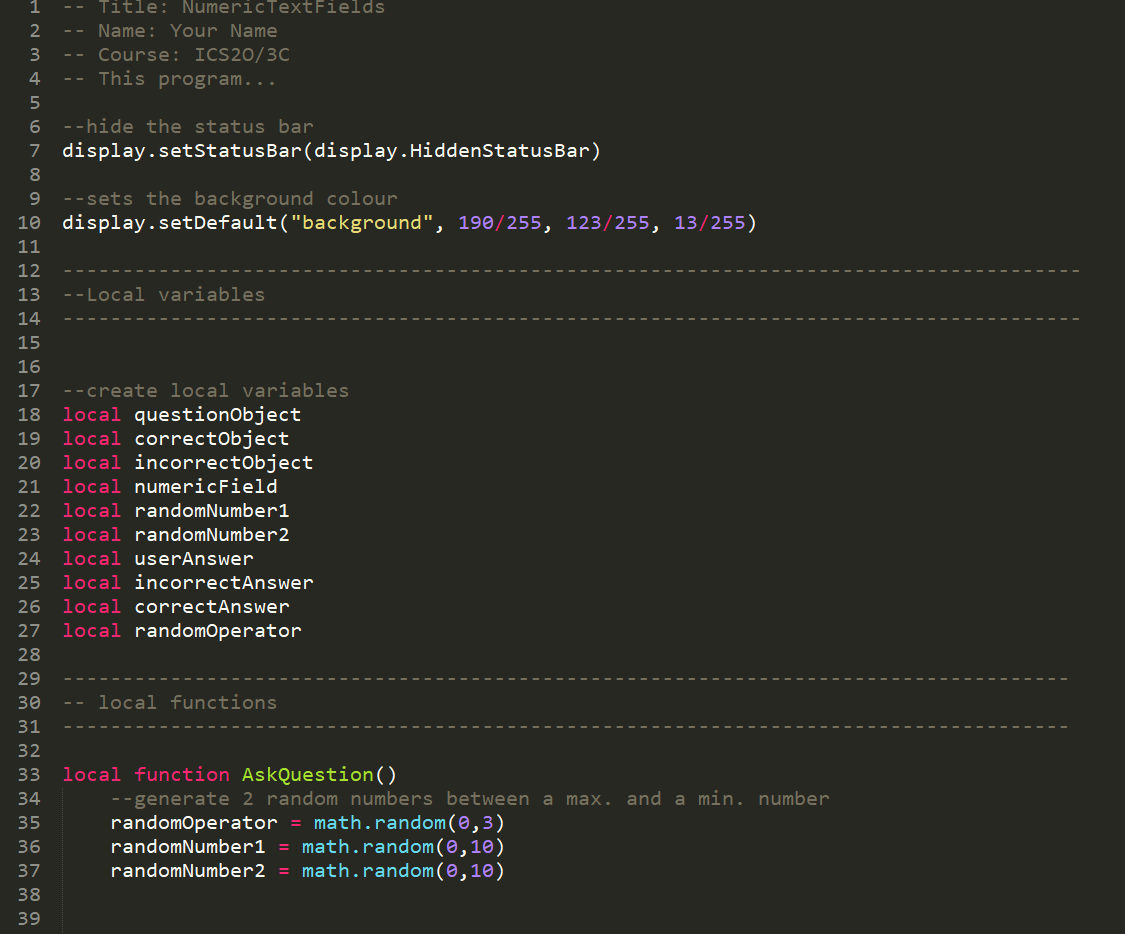 1 -- Title: NumericTextFields
2 -- Name: Your Name
3 -- Course: ICS2O/3C
4 -- This program...
5
6 --hide the status bar
7 display.setStatusBar(display.HiddenStatusBar)
8
9 --sets the background colour
10 display.setDefault("background", 190/255, 123/255, 13/255)
11
12 -------------------------------------------------------------------------------------
13 --Local variables
14 -------------------------------------------------------------------------------------
15
16
17 --create local variables
18 local questionObject
19 local correctObject
20 local incorrectObject
21 local numericField
22 local randomNumber1
23 local randomNumber2
24 local userAnswer
25 local incorrectAnswer
26 local correctAnswer
27 local randomOperator
28
29 ------------------------------------------------------------------------------------
30 -- local functions
31 ------------------------------------------------------------------------------------
32
33 local function AskQuestion()
34     --generate 2 random numbers between a max. and a min. number
35     randomOperator = math.random(0,3)
36     randomNumber1 = math.random(0,10)
37     randomNumber2 = math.random(0,10)
38
39